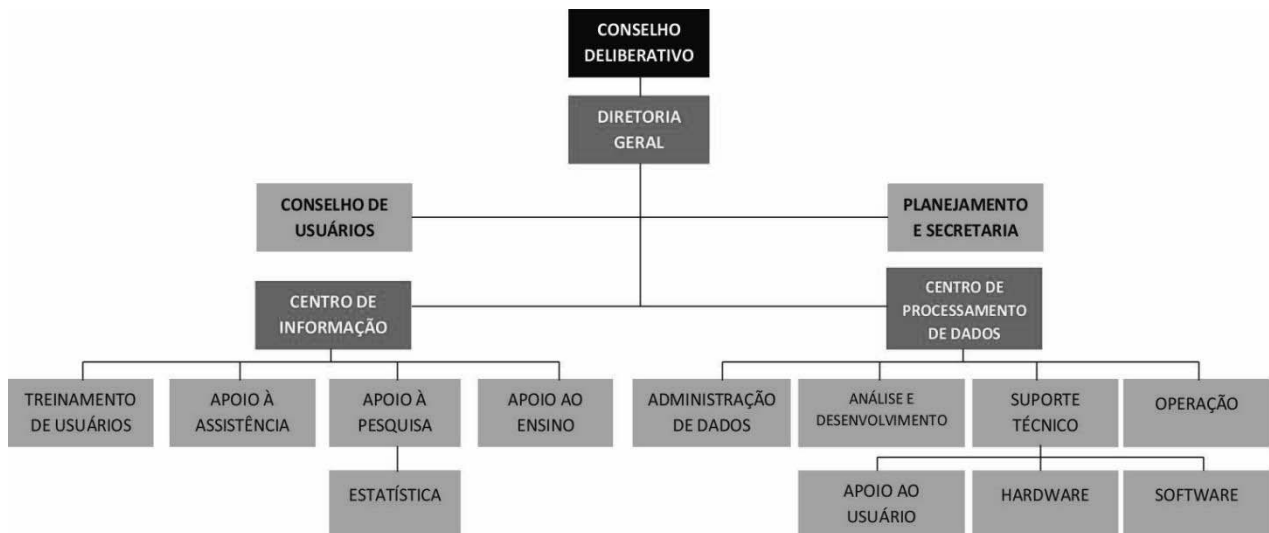 CONSELHO
DELIBERATIVO
DIRETORIA
GERAL
CONSELHO DE
USUÁRIOS
PLANEJAMENTO
E SECRETARIA
CENTRO DE
INFORMAÇÃO
CENTRO DE
PROCESSAMENTO
DE DADOS
TREINAMENTO
DE USUÁRIOS
APOIO À
ASSISTÊNCIA
APOIO À
PESQUISA
APOIO AO
ENSINO
ADMINISTRAÇÃO
DE DADOS
ANÁLISE E
DESENVOLVIMENTO
SUPORTE
TÉCNICO
OPERAÇÃO
ESTATÍSTICA
APOIO AO
USUÁRIO
HARDWARE
SOFTWARE